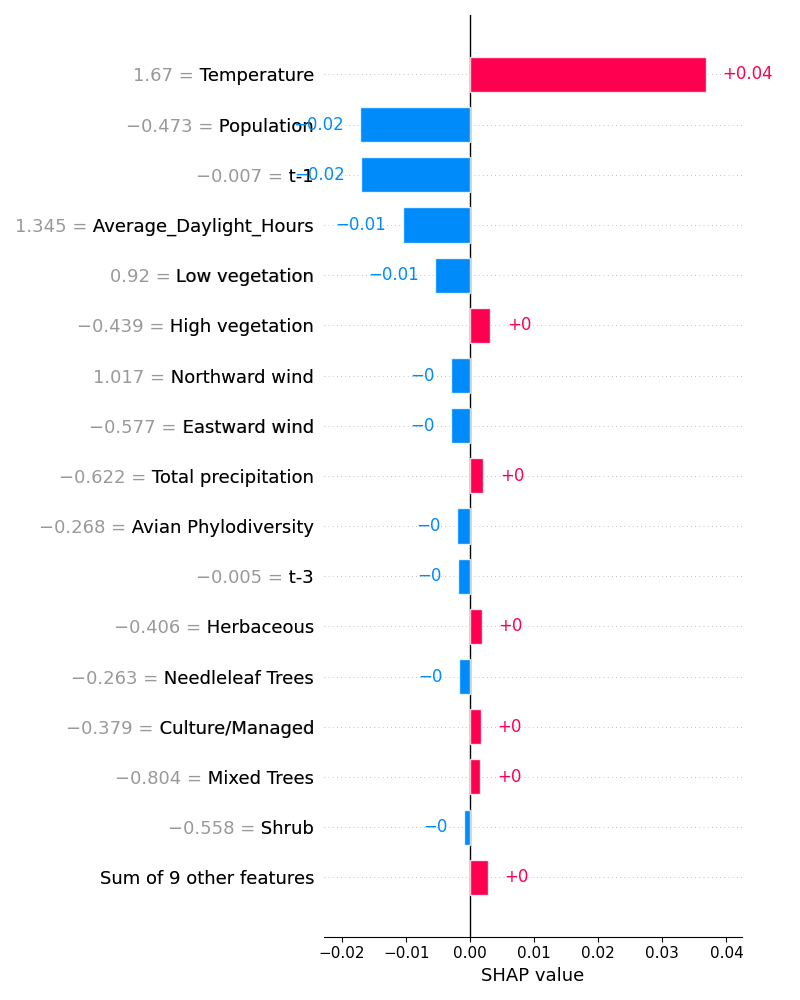 1.67 = Temperature +0.04
−0.473 = Population −0.02
−0.007 = t-1 −0.02
1.345 = Average_Daylight_Hours −0.01
0.92 = Low vegetation −0.01
−0.439 = High vegetation +0
1.017 = Northward wind −0
−0.577 = Eastward wind −0
−0.622 = Total precipitation +0
−0.268 = Avian Phylodiversity −0
−0.005 = t-3 −0
−0.406 = Herbaceous +0
−0.263 = Needleleaf Trees −0
−0.379 = Culture/Managed +0
−0.804 = Mixed Trees +0
−0.558 = Shrub −0
Sum of 9 other features +0
−0.02 −0.01 0.00 0.01 0.02 0.03 0.04
SHAP value